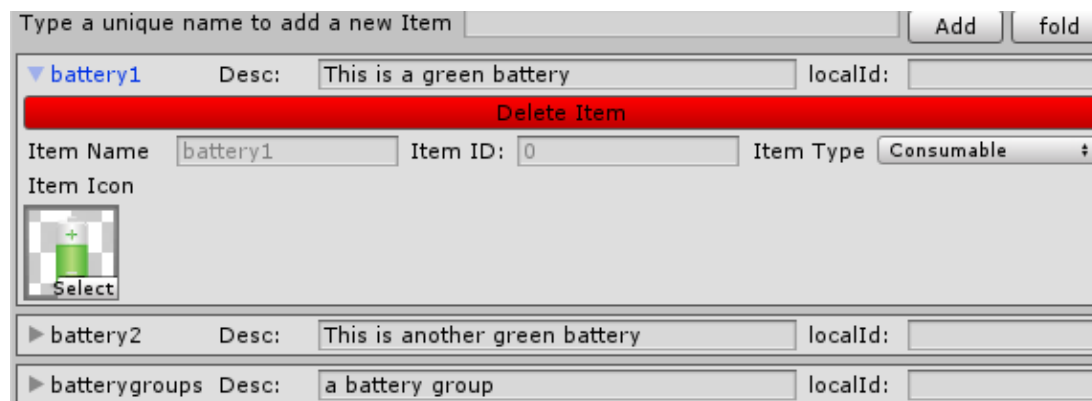 Type a unique name to add a new Item Add fold
battery1 Desc: This is a green battery localId:
Delete Item
Item Name battery1 Item ID: 0 Item Type Consumable
Item Icon
+
Select
battery2 Desc: This is another green battery localId:
batterygroups Desc: a battery group localId: